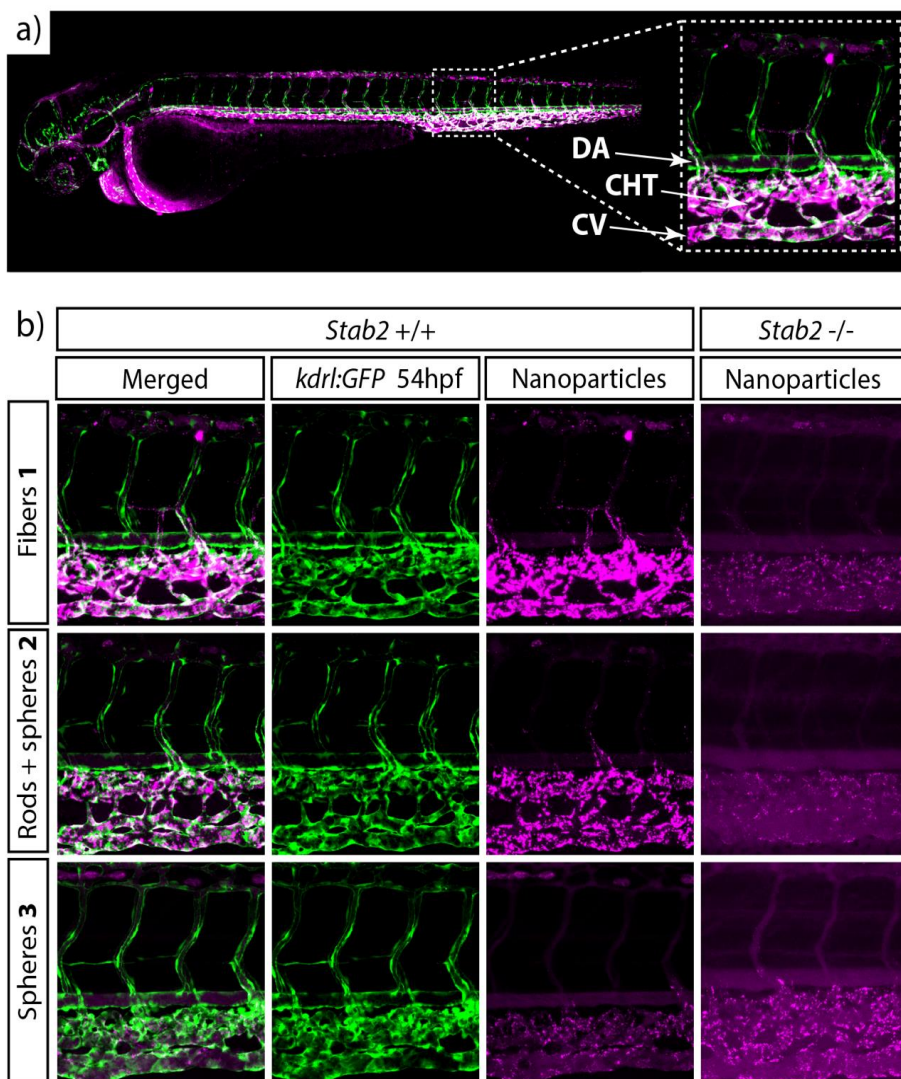 a)
DA
CHT
CV
b)
Stab2 +/+
Stab2 -/-
Merged
kdrl:GFP 54hpf
Nanoparticles
Nanoparticles
Fibers 1
Rods + spheres 2
Spheres 3